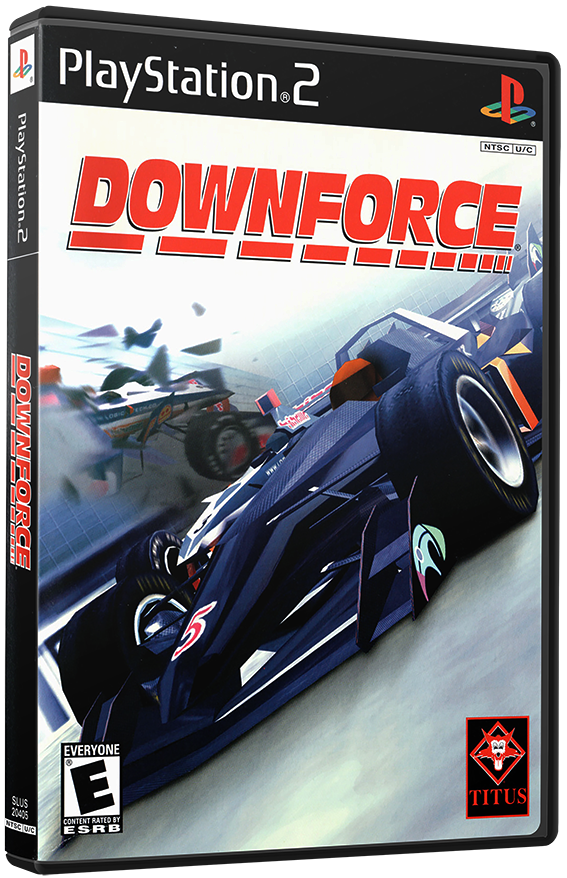 PlayStation®2
NTSC U/C
DOWNFORCE®
5
EVERYONE
E®
CONTENT RATED BY
ESRB
TITUS
PlayStation®2
DOWNFORCE
SLUS
20405
NTSC U/C